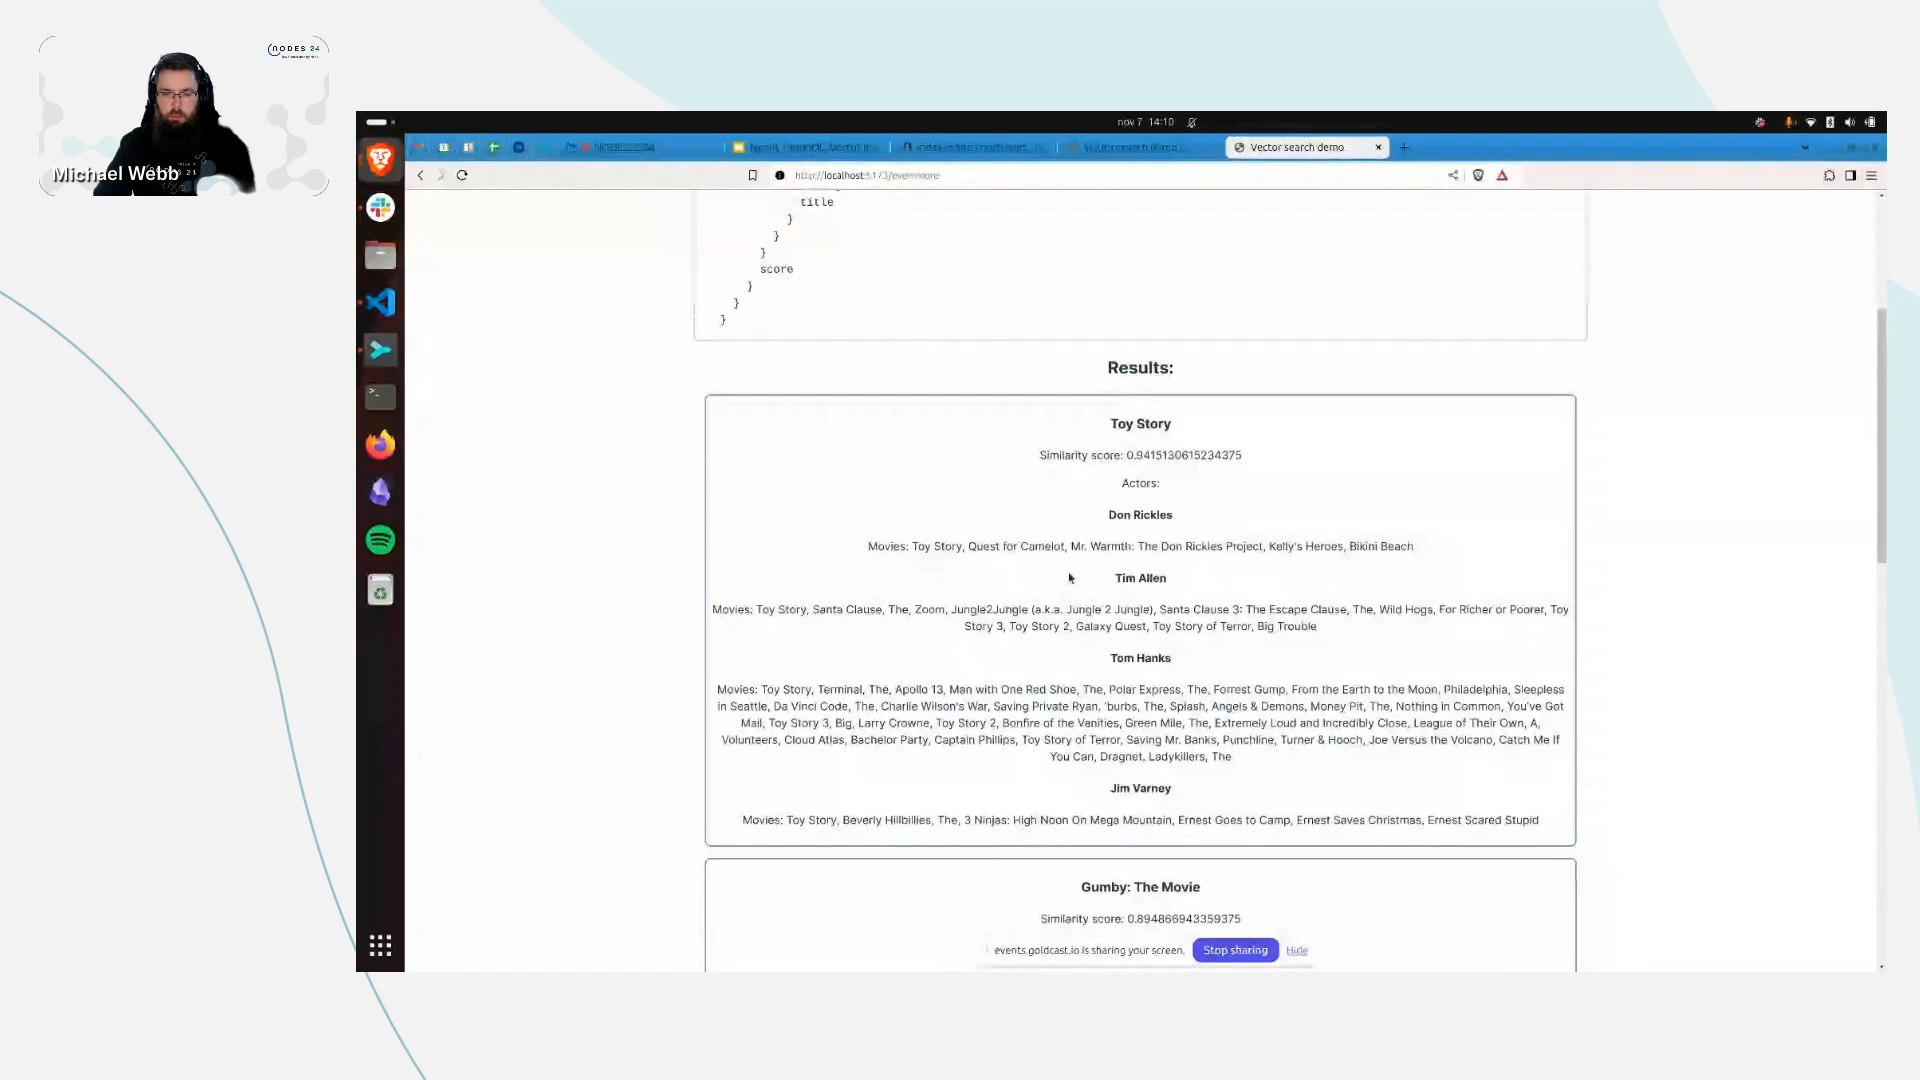 NODES 24
Michael Webb
nov 7 14:10
Vector search demo
http://localhost:5173/evenmore
title
}
}
}
score
}
}
}
Results:
Toy Story
Similarity score: 0.9415130615234375
Actors:
Don Rickles
Movies: Toy Story, Quest for Camelot, Mr. Warmth: The Don Rickles Project, Kelly's Heroes, Bikini Beach
Tim Allen
Movies: Toy Story, Santa Clause, The, Zoom, Jungle2Jungle (a.k.a. Jungle 2 Jungle), Santa Clause 3: The Escape Clause, The, Wild Hogs, For Richer or Poorer, Toy
Story 3, Toy Story 2, Galaxy Quest, Toy Story of Terror, Big Trouble
Tom Hanks
Movies: Toy Story, Terminal, The, Apollo 13, Man with One Red Shoe, The, Polar Express, The, Forrest Gump, From the Earth to the Moon, Philadelphia, Sleepless
in Seattle, Da Vinci Code, The, Charlie Wilson's War, Saving Private Ryan, 'burbs, The, Splash, Angels & Demons, Money Pit, The, Nothing in Common, You've Got
Mail, Toy Story 3, Big, Larry Crowne, Toy Story 2, Bonfire of the Vanities, Green Mile, The, Extremely Loud and Incredibly Close, League of Their Own, A,
Volunteers, Cloud Atlas, Bachelor Party, Captain Phillips, Toy Story of Terror, Saving Mr. Banks, Punchline, Turner & Hooch, Joe Versus the Volcano, Catch Me If
You Can, Dragnet, Ladykillers, The
Jim Varney
Movies: Toy Story, Beverly Hillbillies, The, 3 Ninjas: High Noon On Mega Mountain, Ernest Goes to Camp, Ernest Saves Christmas, Ernest Scared Stupid
Gumby: The Movie
Similarity score: 0.894866943359375
events.goldcast.io is sharing your screen. Stop sharing Hide